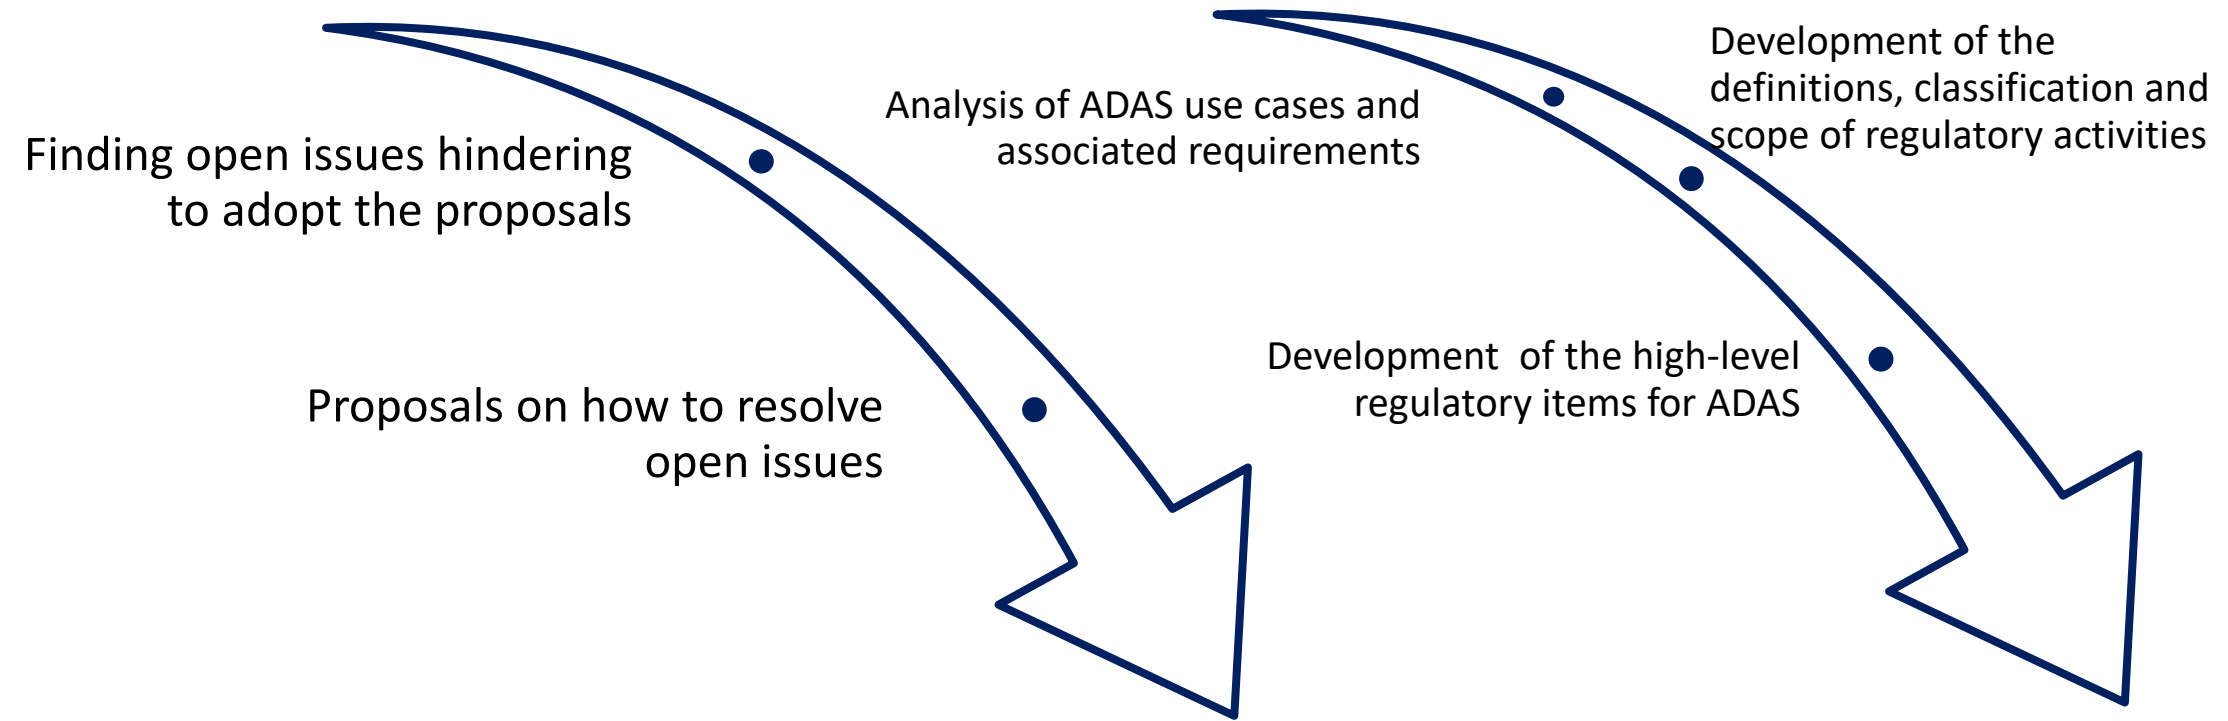 Finding open issues hindering
to adopt the proposals
Proposals on how to resolve
open issues
Analysis of ADAS use cases and
associated requirements
Development of the
definitions, classification and
scope of regulatory activities
Development  of the high-level
regulatory items for ADAS